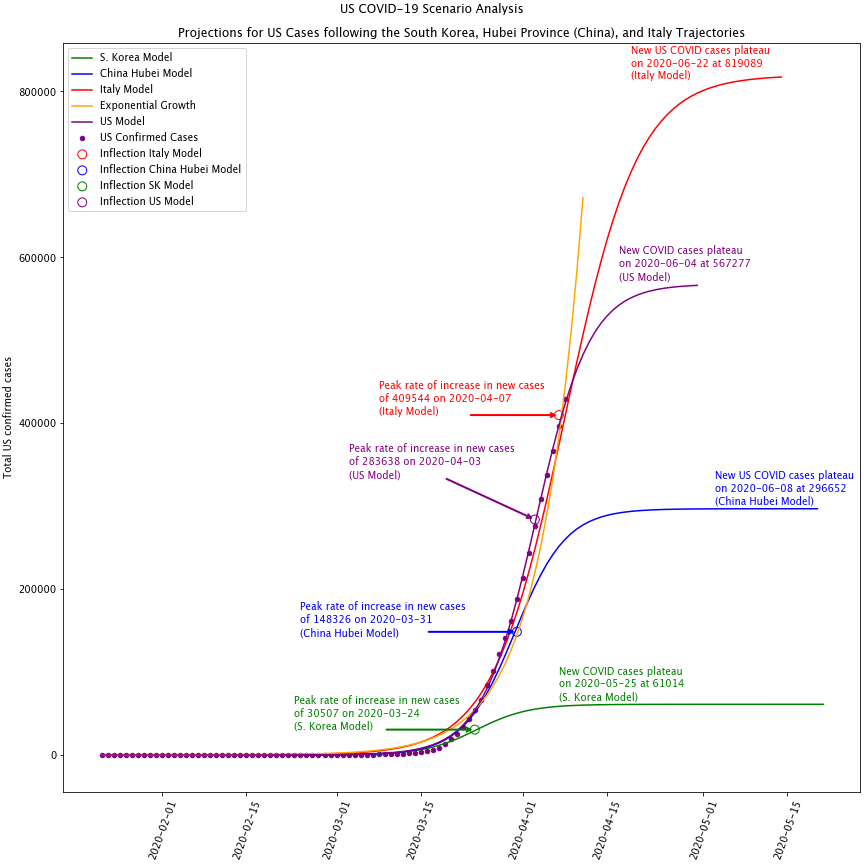 US COVID-19 Scenario Analysis
Projections for US Cases following the South Korea, Hubei Province (China), and Italy Trajectories
S. Korea Model
China Hubei Model
Italy Model
Exponential Growth
US Model
US Confirmed Cases
Inflection Italy Model
Inflection China Hubei Model
Inflection SK Model
Inflection US Model
New US COVID cases plateau
on 2020-06-22 at 819089
(Italy Model)
New COVID cases plateau
on 2020-06-04 at 567277
(US Model)
Peak rate of increase in new cases
of 409544 on 2020-04-07
(Italy Model)
Peak rate of increase in new cases
of 283638 on 2020-04-03
(US Model)
New US COVID cases plateau
on 2020-06-08 at 296652
(China Hubei Model)
Peak rate of increase in new cases
of 148326 on 2020-03-31
(China Hubei Model)
New COVID cases plateau
on 2020-05-25 at 61014
(S. Korea Model)
Peak rate of increase in new cases
of 30507 on 2020-03-24
(S. Korea Model)
Total US confirmed cases
800000
600000
400000
200000
0
2020-02-01
2020-02-15
2020-03-01
2020-03-15
2020-04-01
2020-04-15
2020-05-01
2020-05-15